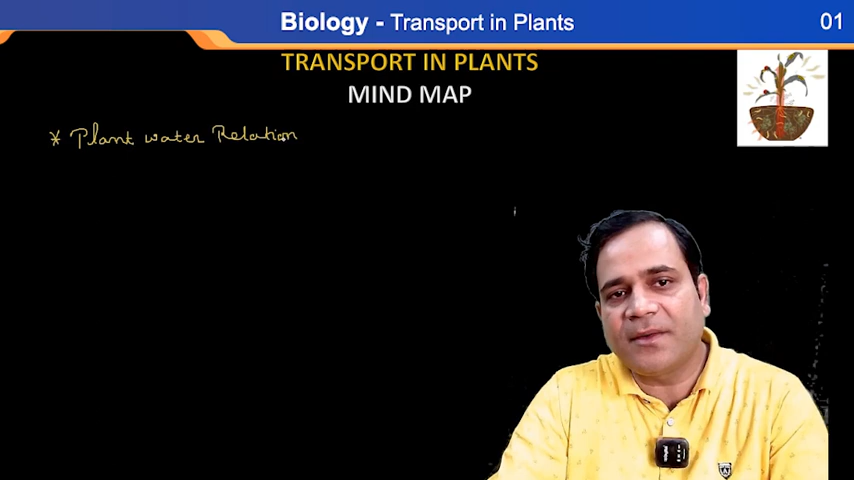 Biology - Transport in Plants 01
TRANSPORT IN PLANTS
MIND MAP
* Plant water Relation